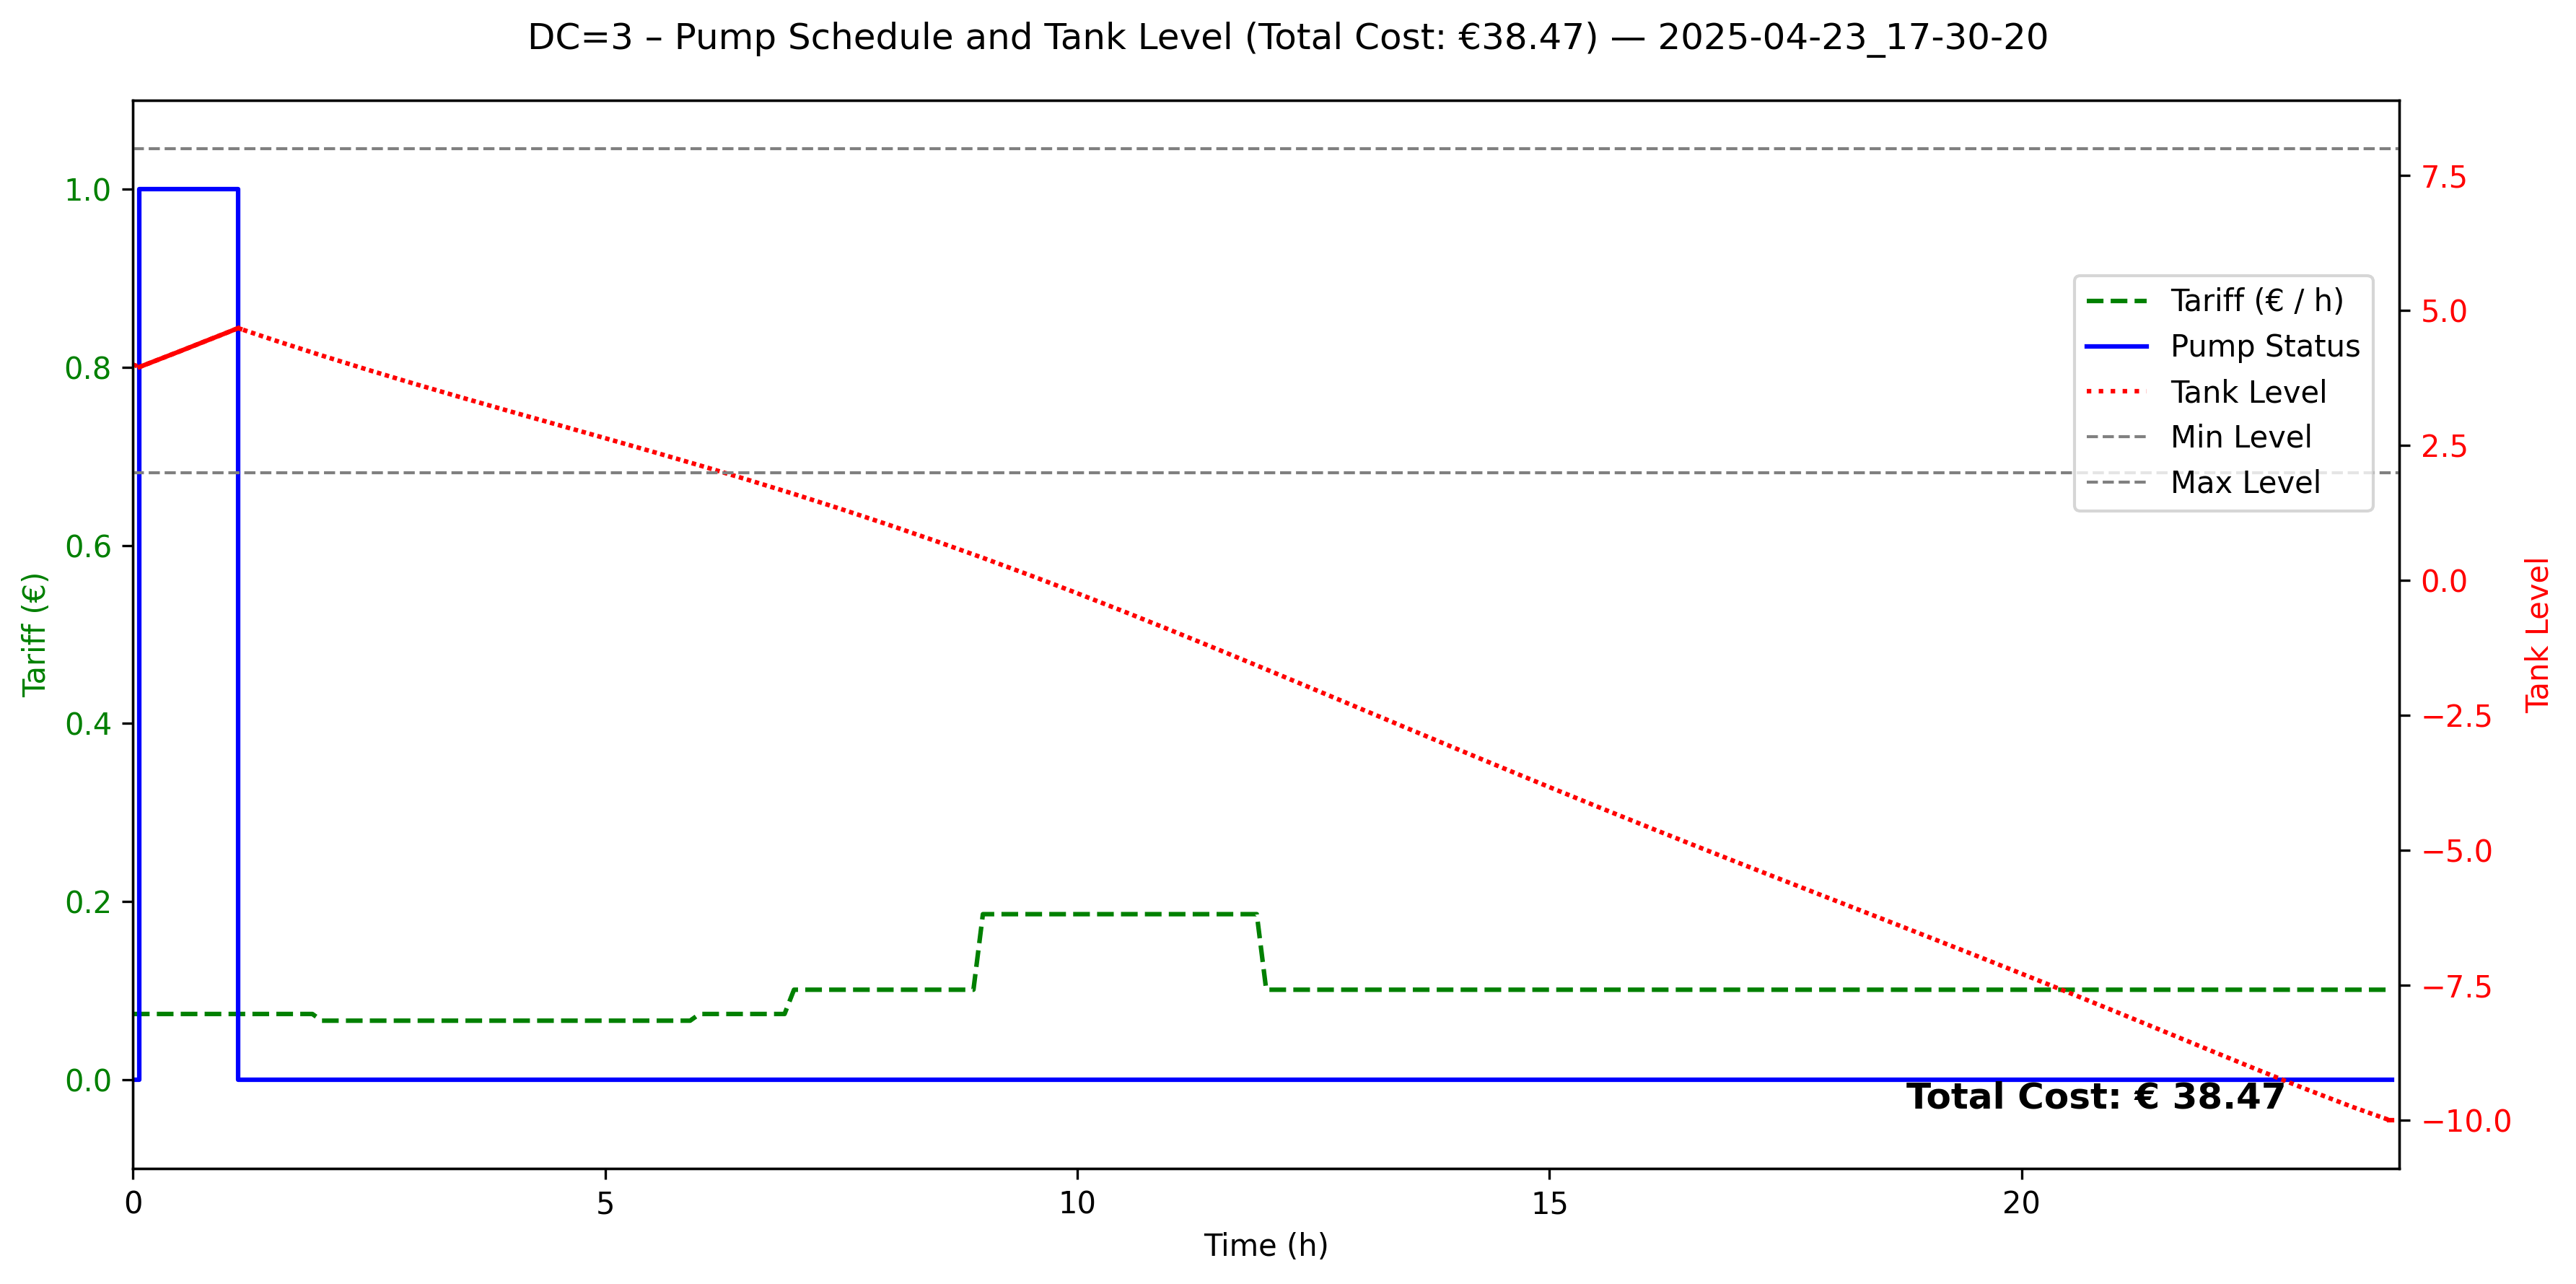 DC=3 – Pump Schedule and Tank Level (Total Cost: €38.47) — 2025-04-23_17-30-20
Tariff (€)
1.0
0.8
0.6
0.4
0.2
0.0
Tariff (€ / h)
Pump Status
Tank Level
Min Level
Max Level
7.5
5.0
2.5
0.0
−2.5
−5.0
−7.5
−10.0
Tank Level
Total Cost: € 38.47
0 5 10 15 20
Time (h)